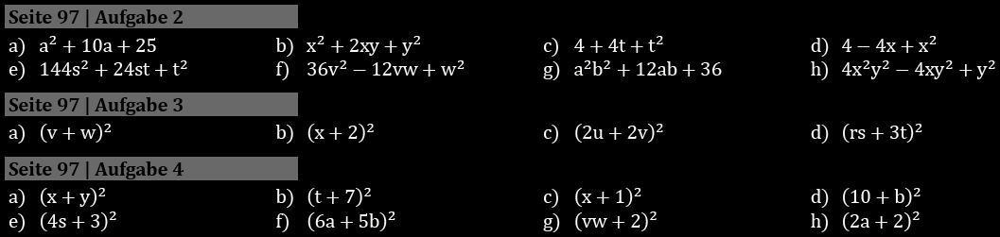 Seite 97 | Aufgabe 2
a) a² + 10a + 25 b) x² + 2xy + y² c) 4 + 4t + t² d) 4 − 4x + x²
e) 144s² + 24st + t² f) 36v² − 12vw + w² g) a²b² + 12ab + 36 h) 4x²y² − 4xy² + y²
Seite 97 | Aufgabe 3
a) (v + w)² b) (x + 2)² c) (2u + 2v)² d) (rs + 3t)²
Seite 97 | Aufgabe 4
a) (x + y)² b) (t + 7)² c) (x + 1)² d) (10 + b)²
e) (4s + 3)² f) (6a + 5b)² g) (vw + 2)² h) (2a + 2)²